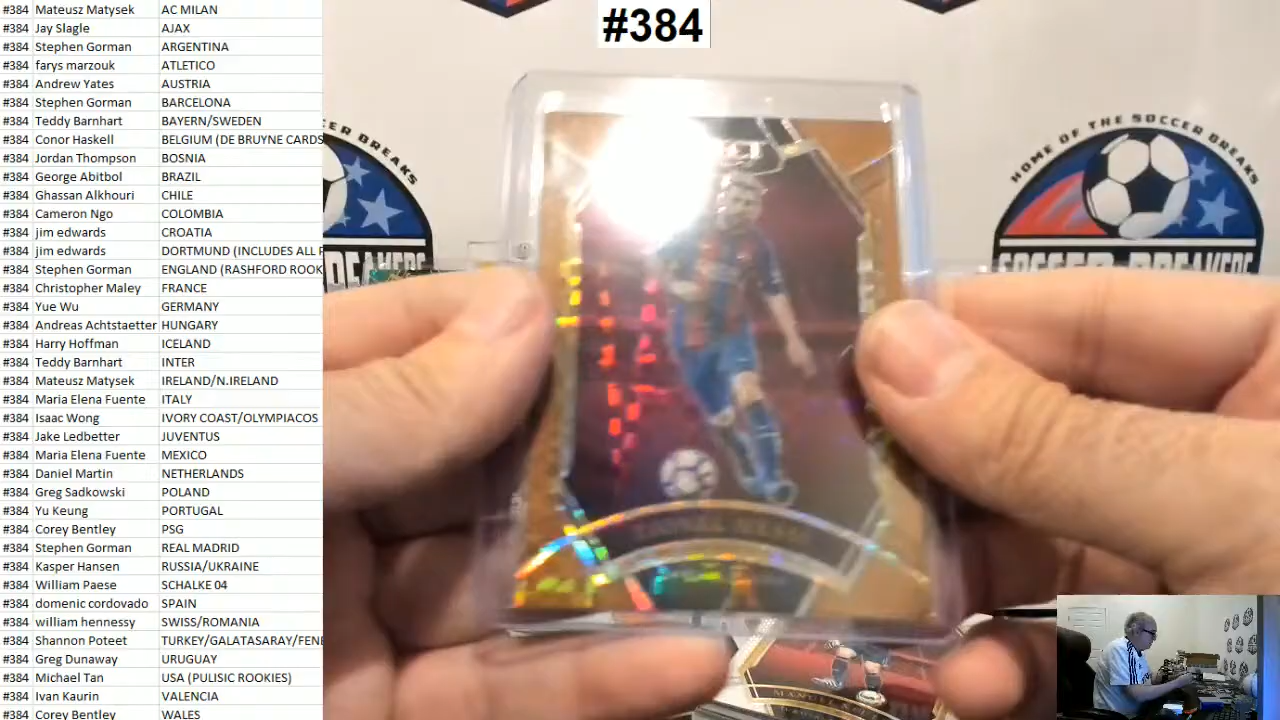 #384 Mateusz Matysek AC MILAN
#384 Jay Slagle AJAX
#384 Stephen Gorman ARGENTINA
#384 farys marzouk ATLETICO
#384 Andrew Yates AUSTRIA
#384 Stephen Gorman BARCELONA
#384 Teddy Barnhart BAYERN/SWEDEN
#384 Conor Haskell BELGIUM (DE BRUYNE CARDS
#384 Jordan Thompson BOSNIA
#384 George Abitbol BRAZIL
#384 Ghassan Alkhouri CHILE
#384 Cameron Ngo COLOMBIA
#384 jim edwards CROATIA
#384 jim edwards DORTMUND (INCLUDES ALL
#384 Stephen Gorman ENGLAND (RASHFORD ROOK
#384 Christopher Maley FRANCE
#384 Yue Wu GERMANY
#384 Andreas Achtstaetter HUNGARY
#384 Harry Hoffman ICELAND
#384 Teddy Barnhart INTER
#384 Mateusz Matysek IRELAND/N.IRELAND
#384 Maria Elena Fuente ITALY
#384 Isaac Wong IVORY COAST/OLYMPIACOS
#384 Jake Ledbetter JUVENTUS
#384 Maria Elena Fuente MEXICO
#384 Daniel Martin NETHERLANDS
#384 Greg Sadkowski POLAND
#384 Yu Keung PORTUGAL
#384 Corey Bentley PSG
#384 Stephen Gorman REAL MADRID
#384 Kasper Hansen RUSSIA/UKRAINE
#384 William Paese SCHALKE 04
#384 domenic cordovado SPAIN
#384 william hennessy SWISS/ROMANIA
#384 Shannon Poteet TURKEY/GALATASARAY/FENE
#384 Greg Dunaway URUGUAY
#384 Michael Tan USA (PULISIC ROOKIES)
#384 Ivan Kaurin VALENCIA
#384 Corey Bentley WALES
#384
HOME OF THE SOCCER BREAKS
SOCCER BREAKERS
LIONEL MESSI